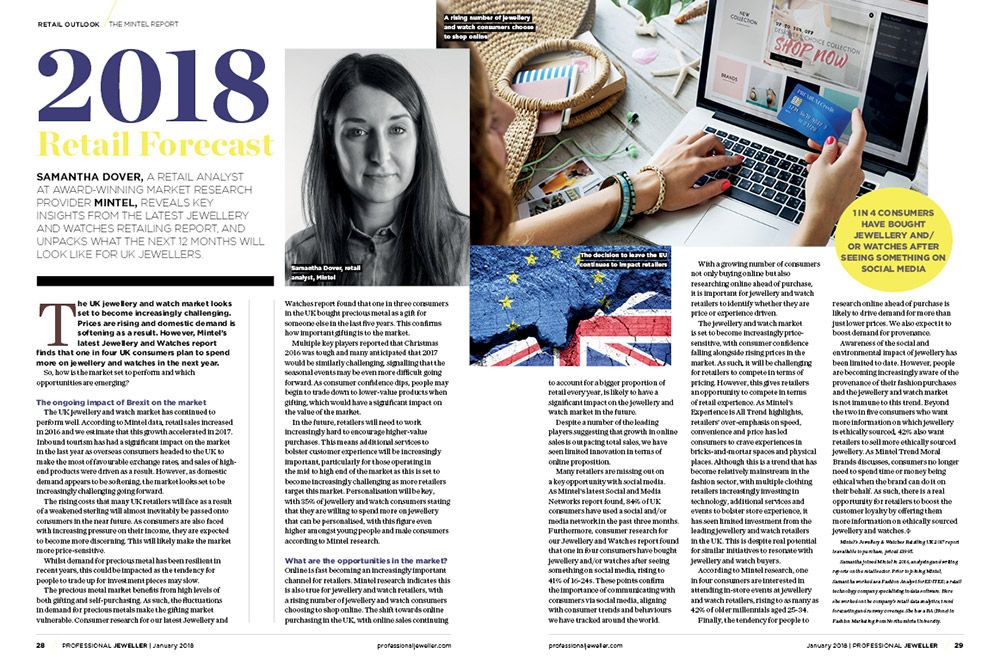 RETAIL OUTLOOK / THE MINTEL REPORT
2018
Retail Forecast
SAMANTHA DOVER, A RETAIL ANALYST
AT AWARD-WINNING MARKET RESEARCH
PROVIDER MINTEL, REVEALS KEY
INSIGHTS FROM THE LATEST JEWELLERY
AND WATCHES RETAILING REPORT, AND
UNPACKS WHAT THE NEXT 12 MONTHS WILL
LOOK LIKE FOR UK JEWELLERS.
Samantha Dover, retail
analyst, Mintel
A rising number of jewellery
and watch consumers choose
to shop online
NEW
COLLECTION
SHOP NOW
BRANDS
The decision to leave the EU
continues to impact retailers
1 IN 4 CONSUMERS
HAVE BOUGHT
JEWELLERY AND/
OR WATCHES AFTER
SEEING SOMETHING ON
SOCIAL MEDIA
The UK jewellery and watch market looks
set to become increasingly challenging.
Prices are rising and domestic demand is
softening as a result. However, Mintel's
latest Jewellery and Watches report
finds that one in four UK consumers plan to spend
more on jewellery and watches in the next year.
So, how is the market set to perform and which
opportunities are emerging?
The ongoing impact of Brexit on the market
The UK jewellery and watch market has continued to
perform well. According to Mintel data, retail sales increased
in 2016 and we estimate that this growth accelerated in 2017.
Inbound tourism has had a significant impact on the market
in the last year as overseas consumers headed to the UK to
make the most of favourable exchange rates, and sales of high-
end products were driven as a result. However, as domestic
demand appears to be softening, the market looks set to be
increasingly challenging going forward.
The rising costs that many UK retailers will face as a result
of a weakened sterling will almost inevitably be passed onto
consumers in the near future. As consumers are also faced
with increasing pressure on their income, they are expected
to become more discerning. This will likely make the market
more price-sensitive.
Whilst demand for precious metal has been resilient in
recent years, this could be impacted as the tendency for
people to trade up for investment pieces may slow.
The precious metal market benefits from high levels of
both gifting and self-purchasing. As such, the fluctuations
in demand for precious metals make the gifting market
vulnerable. Consumer research for our latest Jewellery and
Watches report found that one in three consumers
in the UK bought precious metal as a gift for
someone else in the last five years. This confirms
how important gifting is to the market.
Multiple key players reported that Christmas
2016 was tough and many anticipated that 2017
would be similarly challenging, signalling that the
seasonal events may be even more difficult going
forward. As consumer confidence dips, people may
begin to trade down to lower-value products when
gifting, which would have a significant impact on
the value of the market.
In the future, retailers will need to work
increasingly hard to encourage higher-value
purchases. This means additional services to
bolster customer experience will be increasingly
important, particularly for those operating in
the mid to high end of the market as this is set to
become increasingly challenging as more retailers
target this market. Personalisation will be key,
with 35% of jewellery and watch consumers stating
that they are willing to spend more on jewellery
that can be personalised, with this figure even
higher amongst young people and male consumers
according to Mintel research.
What are the opportunities in the market?
Online is fast becoming an increasingly important
channel for retailers. Mintel research indicates this
is also true for jewellery and watch retailers, with
a rising number of jewellery and watch consumers
choosing to shop online. The shift towards online
purchasing in the UK, with online sales continuing
to account for a bigger proportion of
retail every year, is likely to have a
significant impact on the jewellery and
watch market in the future.
Despite a number of the leading
players suggesting that growth in online
sales is outpacing total sales, we have
seen limited innovation in terms of
online proposition.
Many retailers are missing out on
a key opportunity with social media.
As Mintel's latest Social and Media
Networks report found, 84% of UK
consumers have used a social and/or
media network in the past three months.
Furthermore, consumer research for
our Jewellery and Watches report found
that one in four consumers have bought
jewellery and/or watches after seeing
something on social media, rising to
41% of 16-24s. These points confirm
the importance of communicating with
consumers via social media, aligning
with consumer trends and behaviours
we have tracked around the world.
With a growing number of consumers
not only buying online but also
researching online ahead of purchase,
it is important for jewellery and watch
retailers to identify whether they are
price or experience driven.
The jewellery and watch market
is set to become increasingly price-
sensitive, with consumer confidence
falling alongside rising prices in the
market. As such, it will be challenging
for retailers to compete in terms of
pricing. However, this gives retailers
an opportunity to compete in terms
of retail experience. As Mintel's
Experience is All Trend highlights,
retailers' over-emphasis on speed,
convenience and price has led
consumers to crave experiences in
bricks-and-mortar spaces and physical
places. Although this is a trend that has
become relatively mainstream in the
fashion sector, with multiple clothing
retailers increasingly investing in
technology, additional services and
events to bolster store experience, it
has seen limited investment from the
leading jewellery and watch retailers
in the UK. This is despite real potential
for similar initiatives to resonate with
jewellery and watch buyers.
According to Mintel research, one
in four consumers are interested in
attending in-store events at jewellery
and watch retailers, rising to as many as
42% of older millennials aged 25-34.
Finally, the tendency for people to
research online ahead of purchase is
likely to drive demand for more than
just lower prices. We also expect it to
boost demand for provenance.
Awareness of the social and
environmental impact of jewellery has
been limited to date. However, people
are becoming increasingly aware of the
provenance of their fashion purchases
and the jewellery and watch market
is not immune to this trend. Beyond
the two in five consumers who want
more information on which jewellery
is ethically sourced, 42% also want
retailers to sell more ethically sourced
jewellery. As Mintel Trend Moral
Brands discusses, consumers no longer
need to spend time or money being
ethical when the brand can do it on
their behalf. As such, there is a real
opportunity for retailers to boost the
customer loyalty by offering them
more information on ethically sourced
jewellery and watches.
Mintel's Jewellery & Watches Retailing UK 2017 report
is available to purchase, priced £1995.
Samantha joined Mintel in 2016, analysing and writing
reports on the retail sector. Prior to joining Mintel,
Samantha worked as a Fashion Analyst for EDITED, a retail
technology company specialising in data software. Here
she worked on the company's retail data analytics, trend
forecasting and runway coverage. She has a BA (Hons) in
Fashion Marketing from Northumbria University.
28 / PROFESSIONAL JEWELLER | January 2018
professionaljeweller.com
professionaljeweller.com
January 2018 | PROFESSIONAL JEWELLER / 29